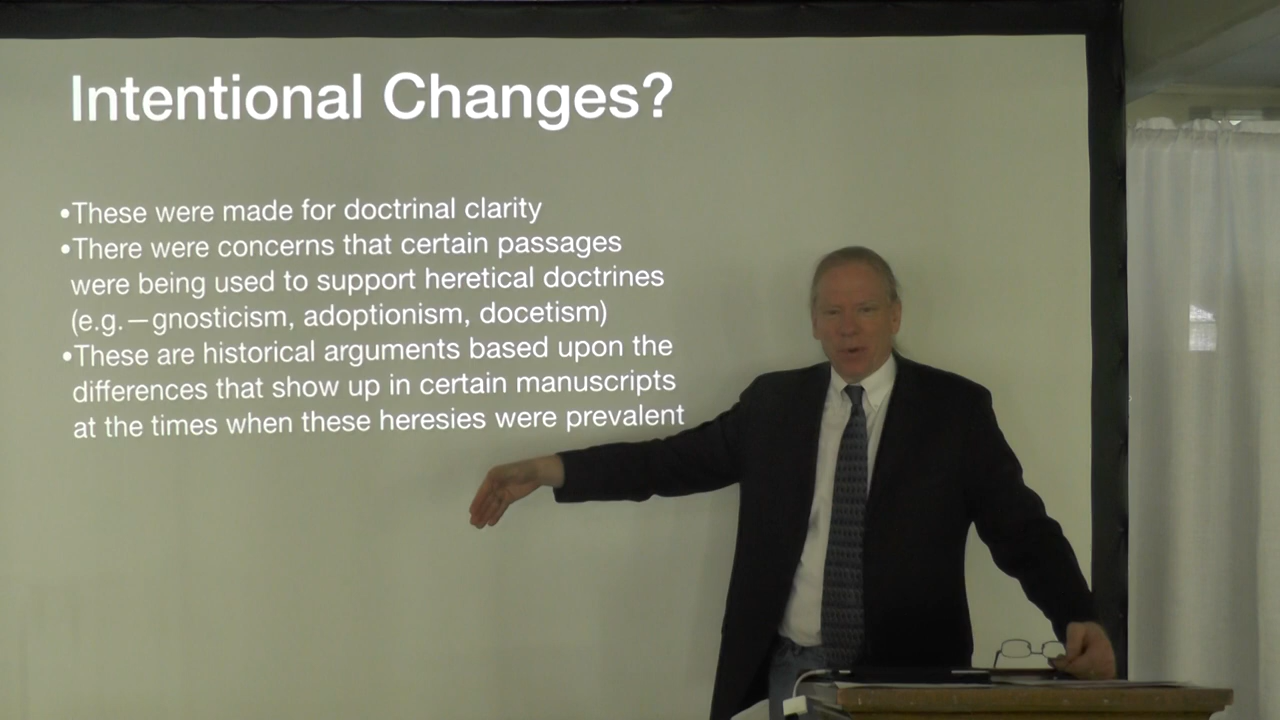 Intentional Changes?
•These were made for doctrinal clarity
•There were concerns that certain passages
were being used to support heretical doctrines
(e.g.—gnosticism, adoptionism, docetism)
•These are historical arguments based upon the
differences that show up in certain manuscripts
at the times when these heresies were prevalent